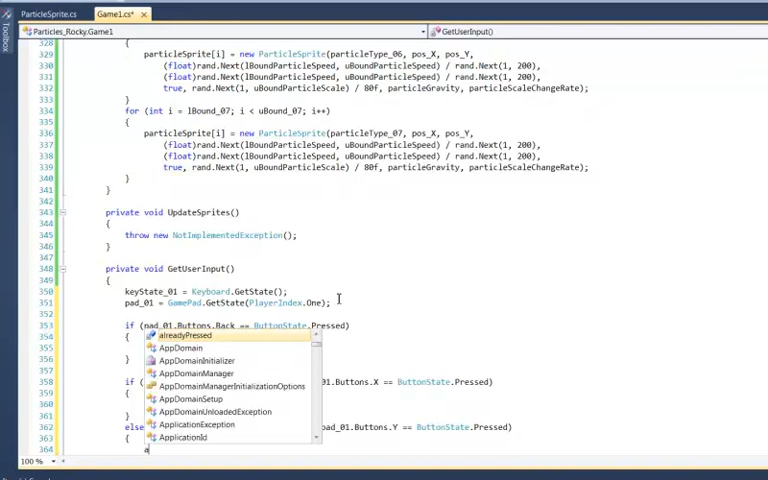 ParticleSprite.cs
Game1.cs*
Toolbox
Particles_Rocky.Game1
GetUserInput()
328 {
329 particleSprite[i] = new ParticleSprite(particleType_06, pos_X, pos_Y,
330 (float)rand.Next(lBoundParticleSpeed, uBoundParticleSpeed) / rand.Next(1, 200),
331 (float)rand.Next(lBoundParticleSpeed, uBoundParticleSpeed) / rand.Next(1, 200),
332 true, rand.Next(1, uBoundParticleScale) / 80f, particleGravity, particleScaleChangeRate);
333 }
334 for (int i = lBound_07; i < uBound_07; i++)
335 {
336 particleSprite[i] = new ParticleSprite(particleType_07, pos_X, pos_Y,
337 (float)rand.Next(lBoundParticleSpeed, uBoundParticleSpeed) / rand.Next(1, 200),
338 (float)rand.Next(lBoundParticleSpeed, uBoundParticleSpeed) / rand.Next(1, 200),
339 true, rand.Next(1, uBoundParticleScale) / 80f, particleGravity, particleScaleChangeRate);
340 }
341 }
342
343 private void UpdateSprites()
344 {
345 throw new NotImplementedException();
346 }
347
348 private void GetUserInput()
349 {
350 keyState_01 = Keyboard.GetState();
351 pad_01 = GamePad.GetState(PlayerIndex.One);
352
353 if (pad_01.Buttons.Back == ButtonState.Pressed)
354 {
355
356 }
357
358 if ( 01.Buttons.X == ButtonState.Pressed)
359 {
360
361 }
362 else pad_01.Buttons.Y == ButtonState.Pressed)
363 {
364 a
alreadyPressed
AppDomain
AppDomainInitializer
AppDomainManager
AppDomainManagerInitializationOptions
AppDomainSetup
AppDomainUnloadedException
ApplicationException
ApplicationId
100 %